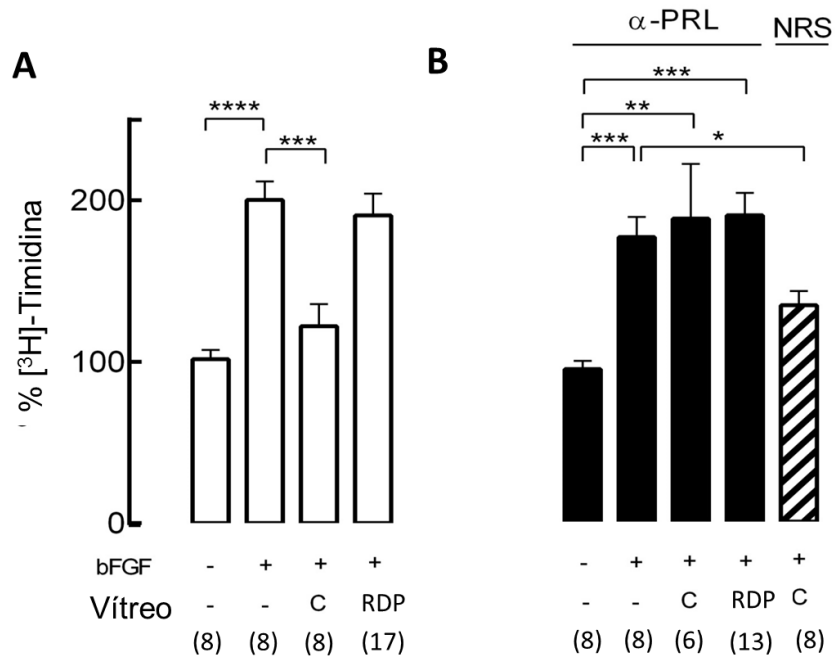 α-PRL NRS
A B
*** 
**** ** 
*** *** *
200
100
0
% [³H]-Timidina
bFGF - + + + - + + + +
Vítreo - - C RDP - - C RDP C
(8) (8) (8) (17) (8) (8) (6) (13) (8)